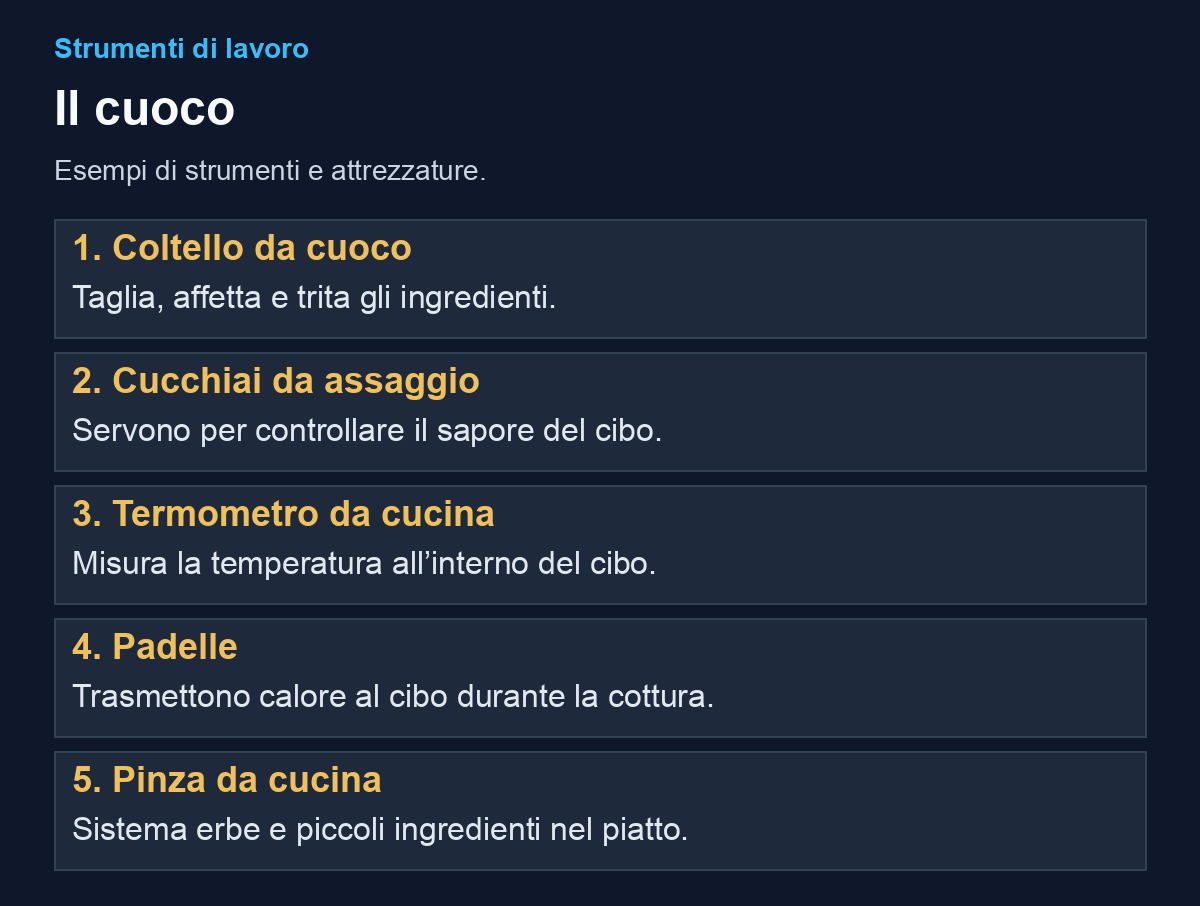 Strumenti di lavoro
Il cuoco
Esempi di strumenti e attrezzature.
1. Coltello da cuoco
Taglia, affetta e trita gli ingredienti.
2. Cucchiai da assaggio
Servono per controllare il sapore del cibo.
3. Termometro da cucina
Misura la temperatura all’interno del cibo.
4. Padelle
Trasmettono calore al cibo durante la cottura.
5. Pinza da cucina
Sistema erbe e piccoli ingredienti nel piatto.